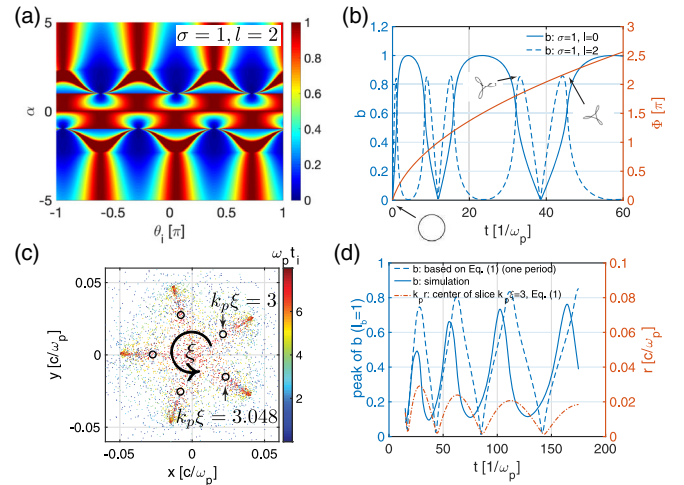 (a)
σ = 1, l = 2
5
0
-5
α
-1
-0.5
0
0.5
1
θi [π]
1
0.8
0.6
0.4
0.2
0
(b)
b: σ=1, l=0
b: σ=1, l=2
1.2
1
0.8
0.6
0.4
0.2
0
b
0
20
40
60
t [1/ωp]
3
2.5
2
1.5
1
0.5
0
Φ [π]
(c)
ωpti
kpξ = 3
ξ
kpξ = 3.048
0.05
0
-0.05
y [c/ωp]
-0.05
0
0.05
x [c/ωp]
6
4
2
(d)
b: based on Eq. (1) (one period)
b: simulation
kp r: center of slice kpξ=3, Eq. (1)
1
0.8
0.6
0.4
0.2
0
peak of b (lb=1)
0
50
100
150
200
t [1/ωp]
0.1
0.08
0.06
0.04
0.02
0
r [c/ωp]